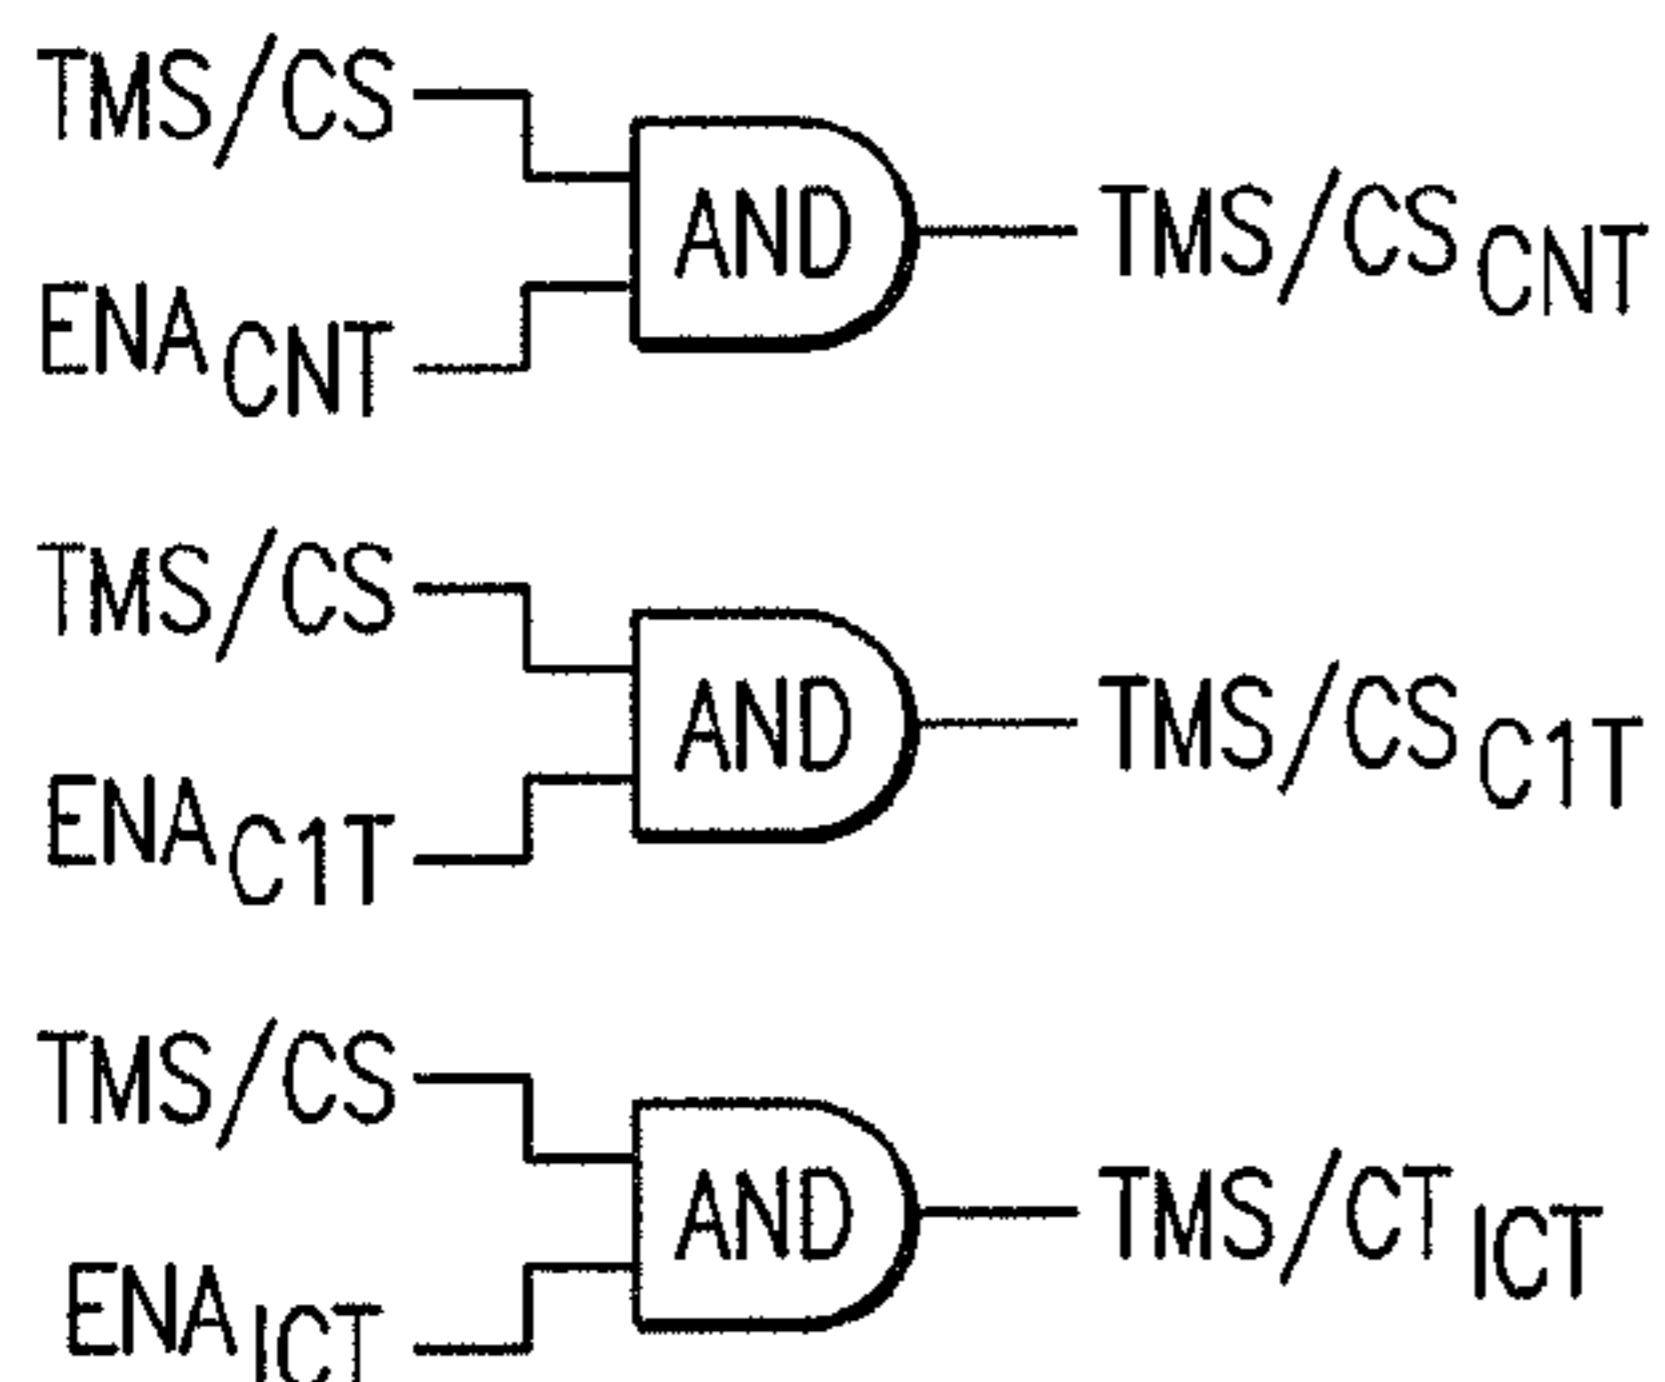 TMS/CS
AND
TMS/CS CNT
ENA CNT
TMS/CS
AND
TMS/CS C1T
ENA C1T
TMS/CS
AND
TMS/CT ICT
ENA ICT